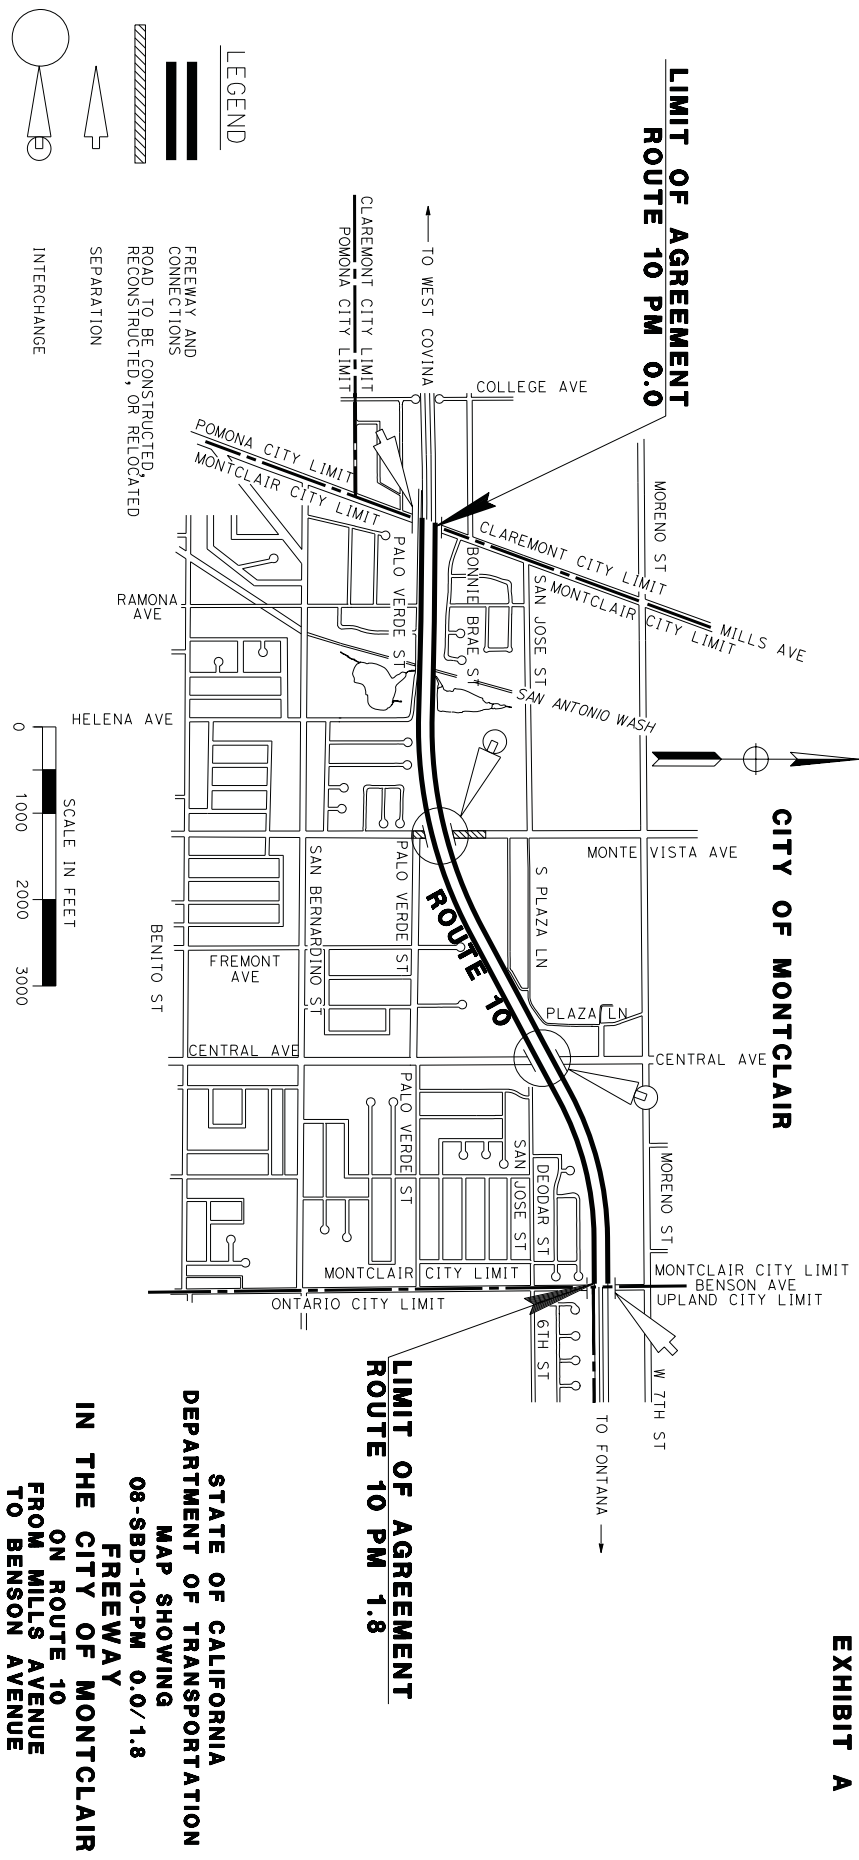 EXHIBIT A
CITY OF MONTCLAIR
LIMIT OF AGREEMENT
ROUTE 10 PM 0.0
MILLS AVE
MORENO ST
CLAREMONT CITY LIMIT
MONTCLAIR CITY LIMIT
MONTE VISTA AVE
CENTRAL AVE
MORENO ST
MONTCLAIR CITY LIMIT
BENSON AVE
UPLAND CITY LIMIT
W 7TH ST
COLLEGE AVE
SAN JOSE ST
BONNIE BRAE ST
SAN ANTONIO WASH
S PLAZA LN
PLAZA LN
SAN JOSE ST
DEODAR ST
6TH ST
TO WEST COVINA
ROUTE 10
TO FONTANA
CLAREMONT CITY LIMIT
POMONA CITY LIMIT
PALO VERDE ST
PALO VERDE ST
PALO VERDE ST
MONTCLAIR CITY LIMIT
ONTARIO CITY LIMIT
LIMIT OF AGREEMENT
ROUTE 10 PM 1.8
POMONA CITY LIMIT
MONTCLAIR CITY LIMIT
SAN BERNARDINO ST
RAMONA
AVE
HELENA AVE
FREMONT
AVE
CENTRAL AVE
BENITO ST
LEGEND
FREEWAY AND
CONNECTIONS
ROAD TO BE CONSTRUCTED,
RECONSTRUCTED, OR RELOCATED
SEPARATION
INTERCHANGE
SCALE IN FEET
0 1000 2000 3000
STATE OF CALIFORNIA
DEPARTMENT OF TRANSPORTATION
MAP SHOWING
08-SBD-10-PM 0.0/1.8
FREEWAY
IN THE CITY OF MONTCLAIR
ON ROUTE 10
FROM MILLS AVENUE
TO BENSON AVENUE